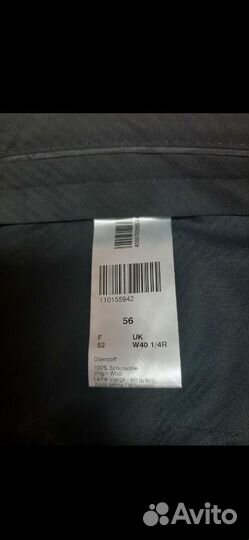 110155942
56
F UK
52 W40 1/4R
Oberstoff
100% Schurwolle
Virgin Wool
Laine Vierge /
Avito